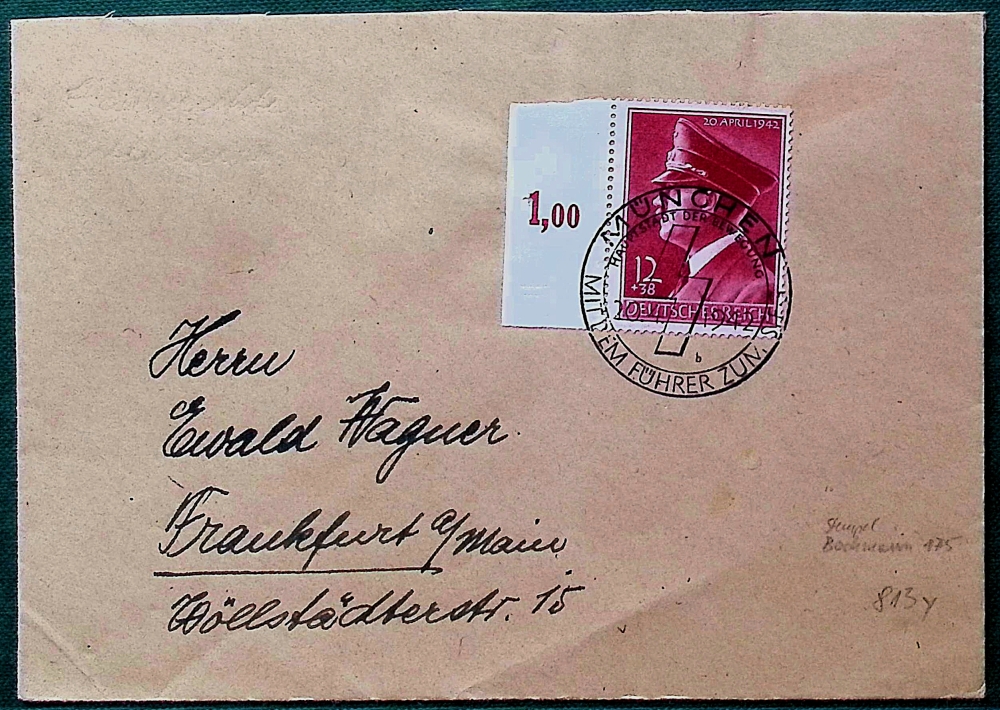 20. APRIL 1942
1,00
12
+38
DEUTSCHES REICH
MÜNCHEN
HAUPTSTADT DER BEWEGUNG
MIT DEM FÜHRER ZUM SIEG
b
Herrn
Ewald Wagner
Frankfurt a/Main
Höllstädterstr. 15
Stempel
Bochmann 175
813y